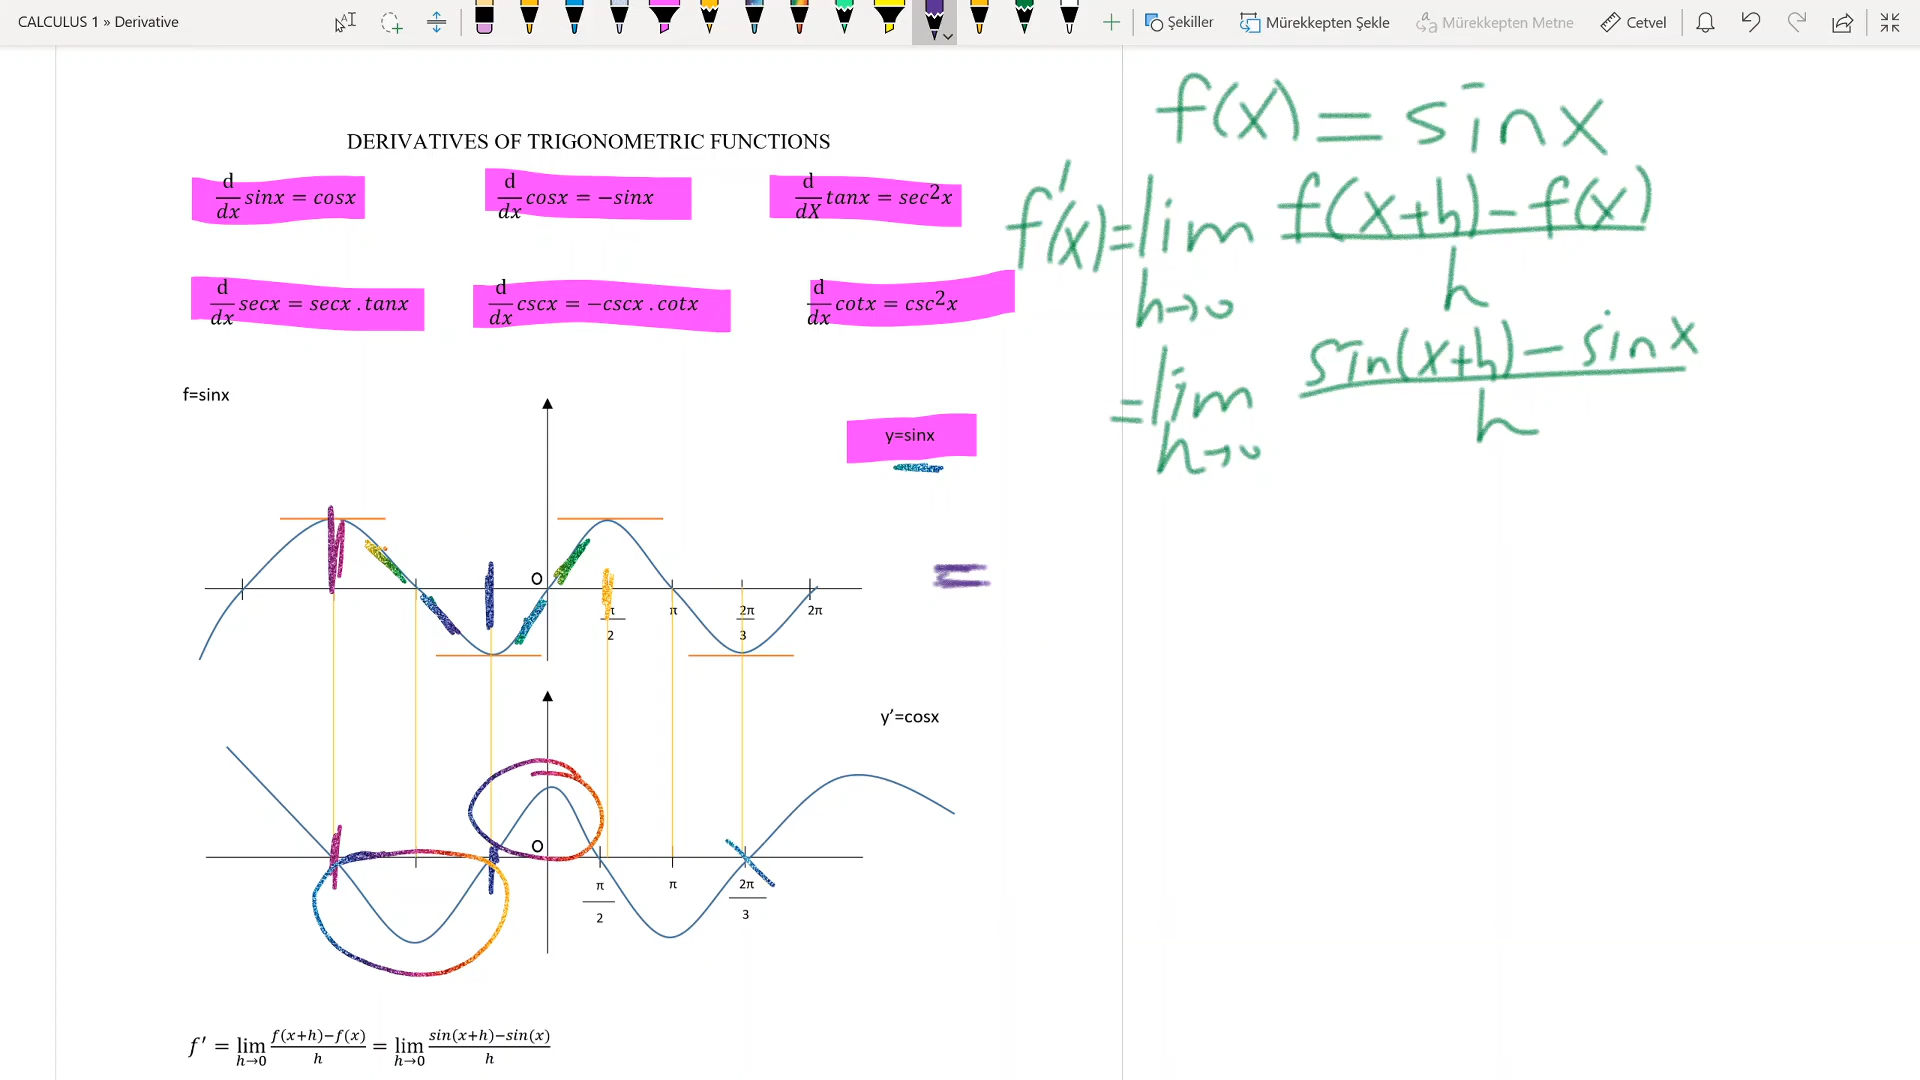 CALCULUS 1 » Derivative
Şekiller
Mürekkepten Şekle
Mürekkepten Metne
Cetvel
DERIVATIVES OF TRIGONOMETRIC FUNCTIONS
d/dx sinx = cosx
d/dx cosx = −sinx
d/dX tanx = sec²x
d/dx secx = secx . tanx
d/dx cscx = −cscx . cotx
d/dx cotx = csc²x
f=sinx
y=sinx
O
π/2
π
2π/3
2π
y’=cosx
O
π/2
π
2π/3
f′ = lim h→0 f(x+h)−f(x)/h = lim h→0 sin(x+h)−sin(x)/h
f(x) = sinx
f'(x) = lim h→0 f(x+h) − f(x)/h
= lim h→0 sin(x+h) − sinx/h